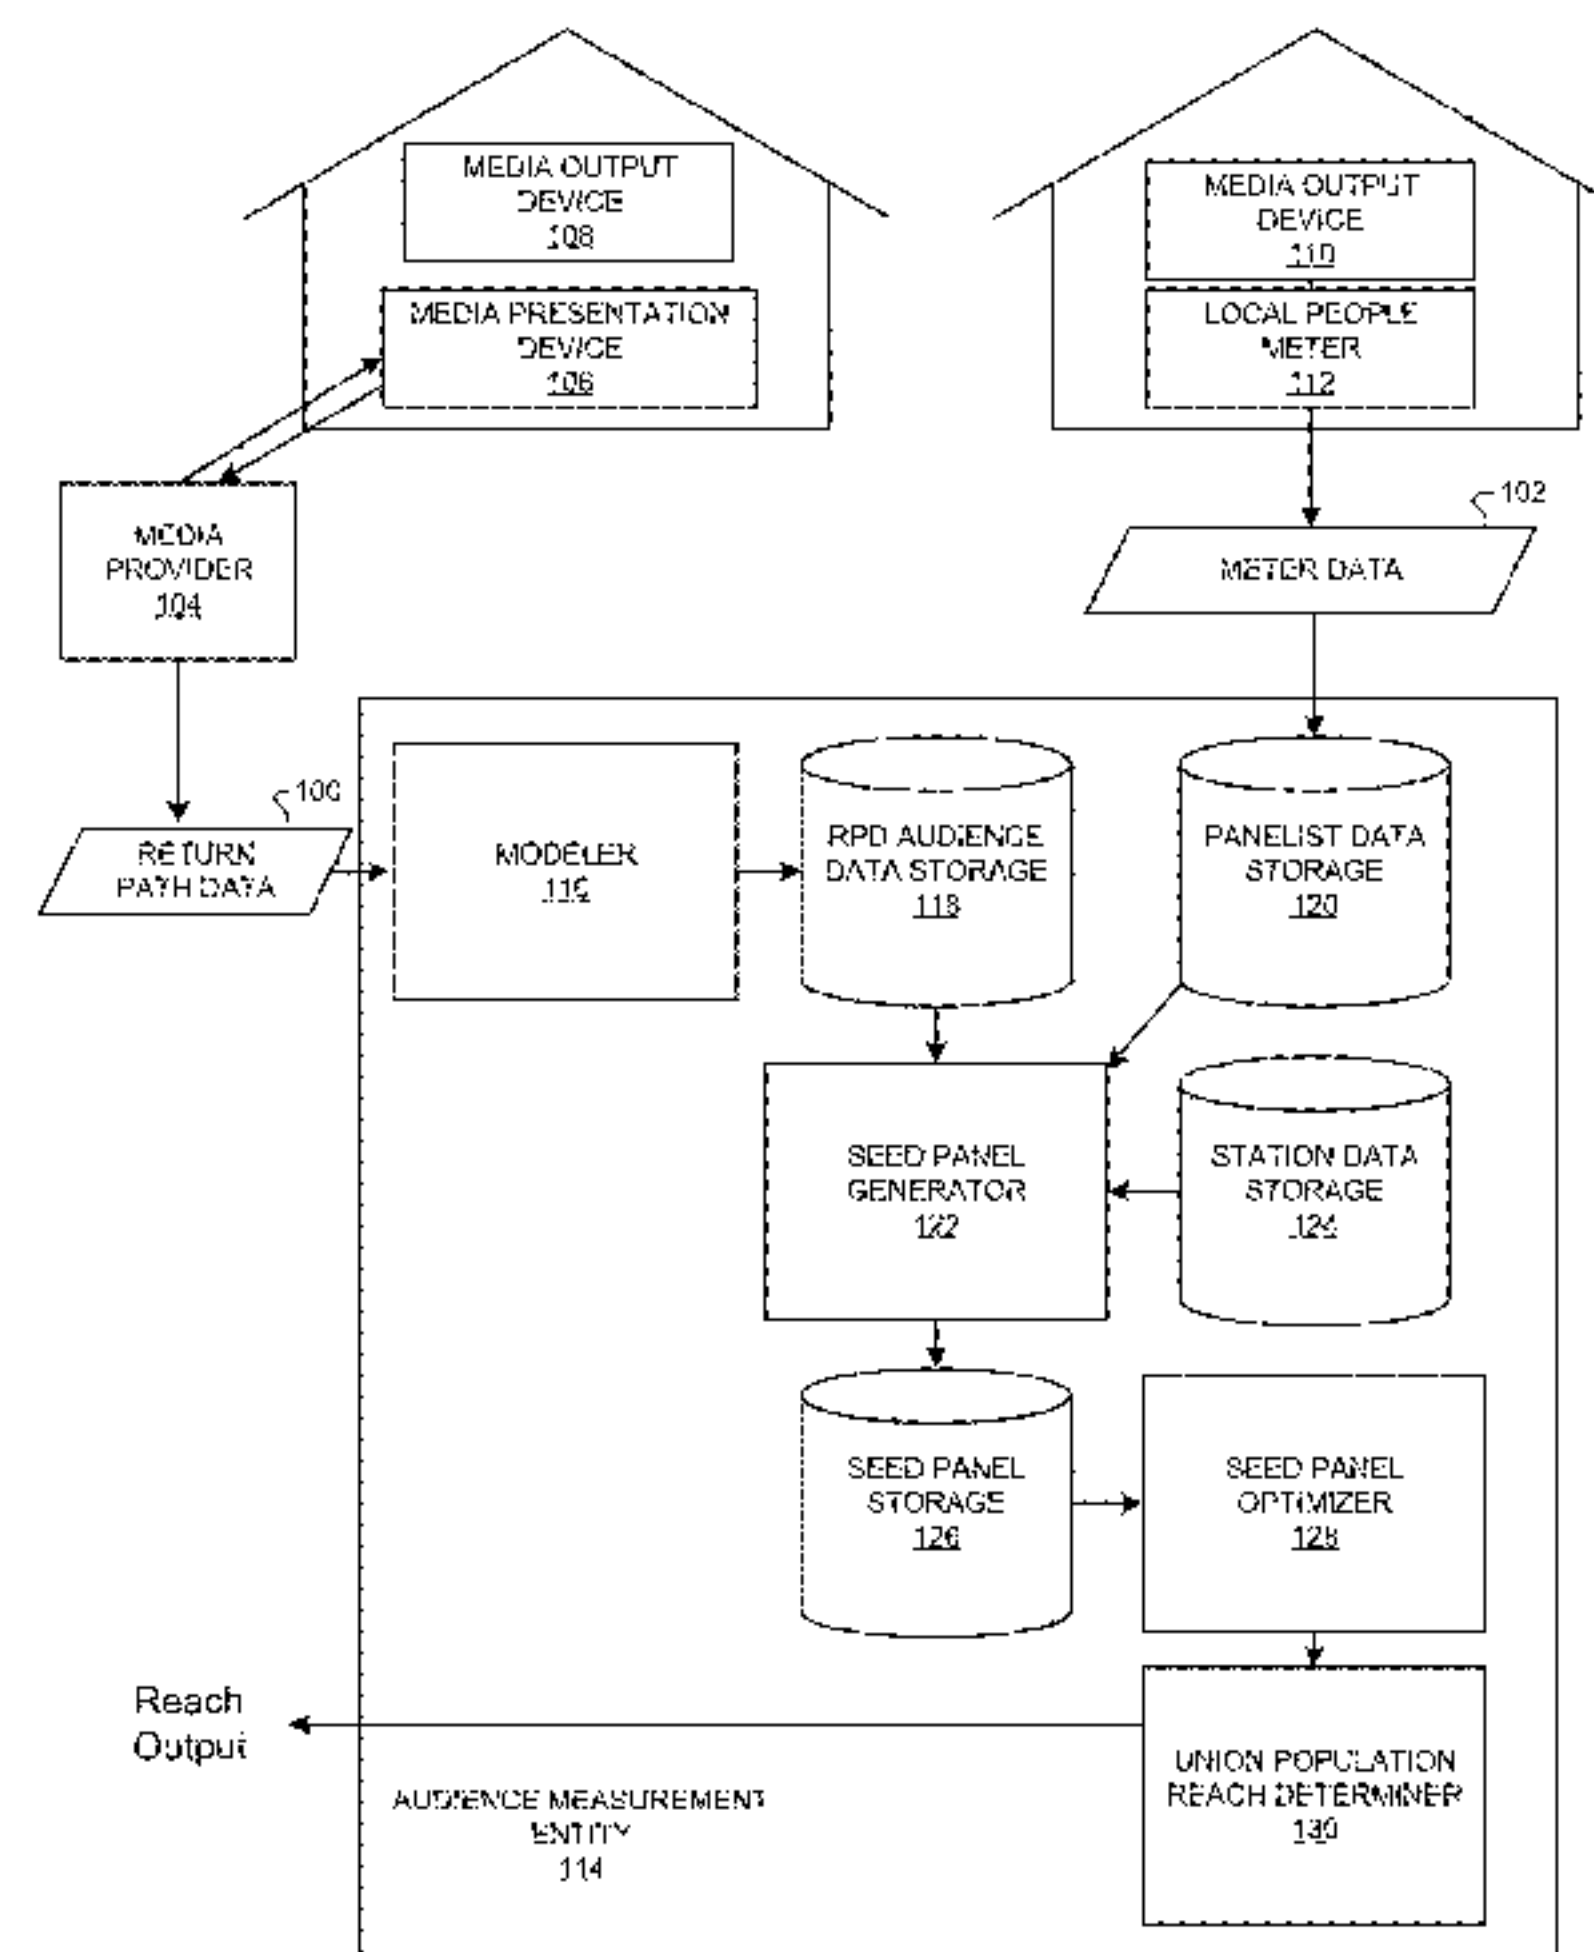 MEDIA OUTPUT
DEVICE
108
MEDIA PRESENTATION
DEVICE
106
MEDIA OUTPUT
DEVICE
110
LOCAL PEOPLE
METER
112
MEDIA
PROVIDER
104
102
METER DATA
100
RETURN
PATH DATA
MODELER
116
RPD AUDIENCE
DATA STORAGE
118
PANELIST DATA
STORAGE
120
SEED PANEL
GENERATOR
122
STATION DATA
STORAGE
124
SEED PANEL
STORAGE
126
SEED PANEL
OPTIMIZER
128
Reach
Output
UNION POPULATION
REACH DETERMINER
130
AUDIENCE MEASUREMENT
ENTITY
114